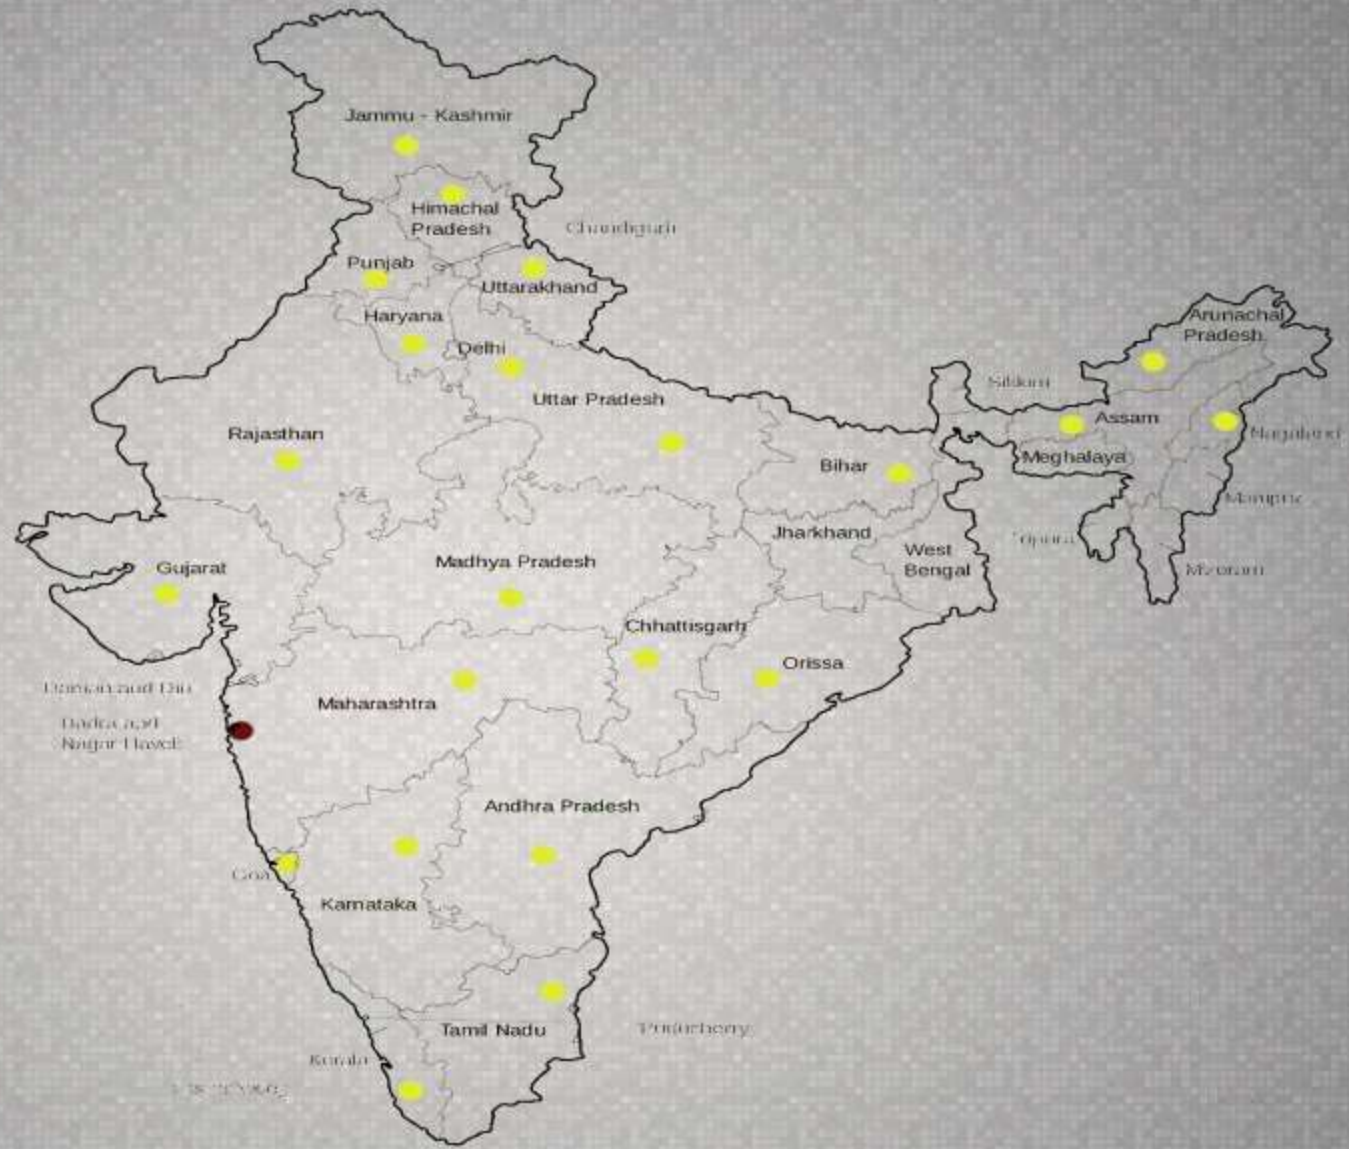 Jammu - Kashmir
Himachal
Pradesh
Chandigarh
Punjab
Uttarakhand
Haryana
Delhi
Uttar Pradesh
Rajasthan
Arunachal
Pradesh
Sikkim
Assam
Nagaland
Meghalaya
Bihar
Manipur
Jharkhand
Tripura
West
Bengal
Mizoram
Gujarat
Madhya Pradesh
Chhattisgarh
Orissa
Daman and Diu
Maharashtra
Dadra and
Nagar Haveli
Andhra Pradesh
Goa
Karnataka
Tamil Nadu
Puducherry
Kerala